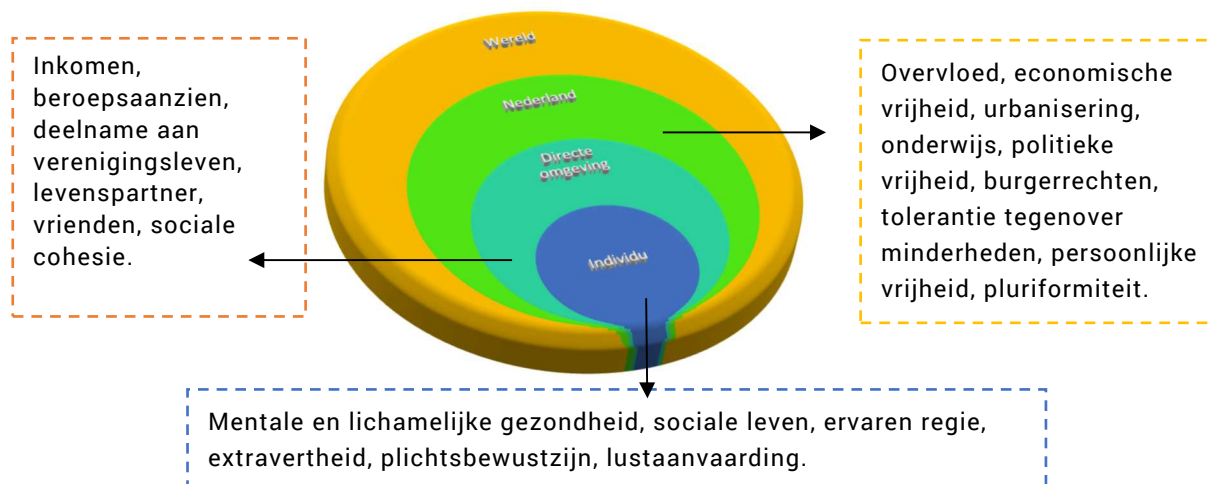 Inkomen,
beroepsaanzien,
deelname aan
verenigingsleven,
levenspartner,
vrienden, sociale
cohesie.
Wereld
Nederland
Directe
omgeving
Individu
Overvloed, economische
vrijheid, urbanisering,
onderwijs, politieke
vrijheid, burgerrechten,
tolerantie tegenover
minderheden, persoonlijke
vrijheid, pluriformiteit.
Mentale en lichamelijke gezondheid, sociale leven, ervaren regie,
extravertheid, plichtsbewustzijn, lustaanvaarding.